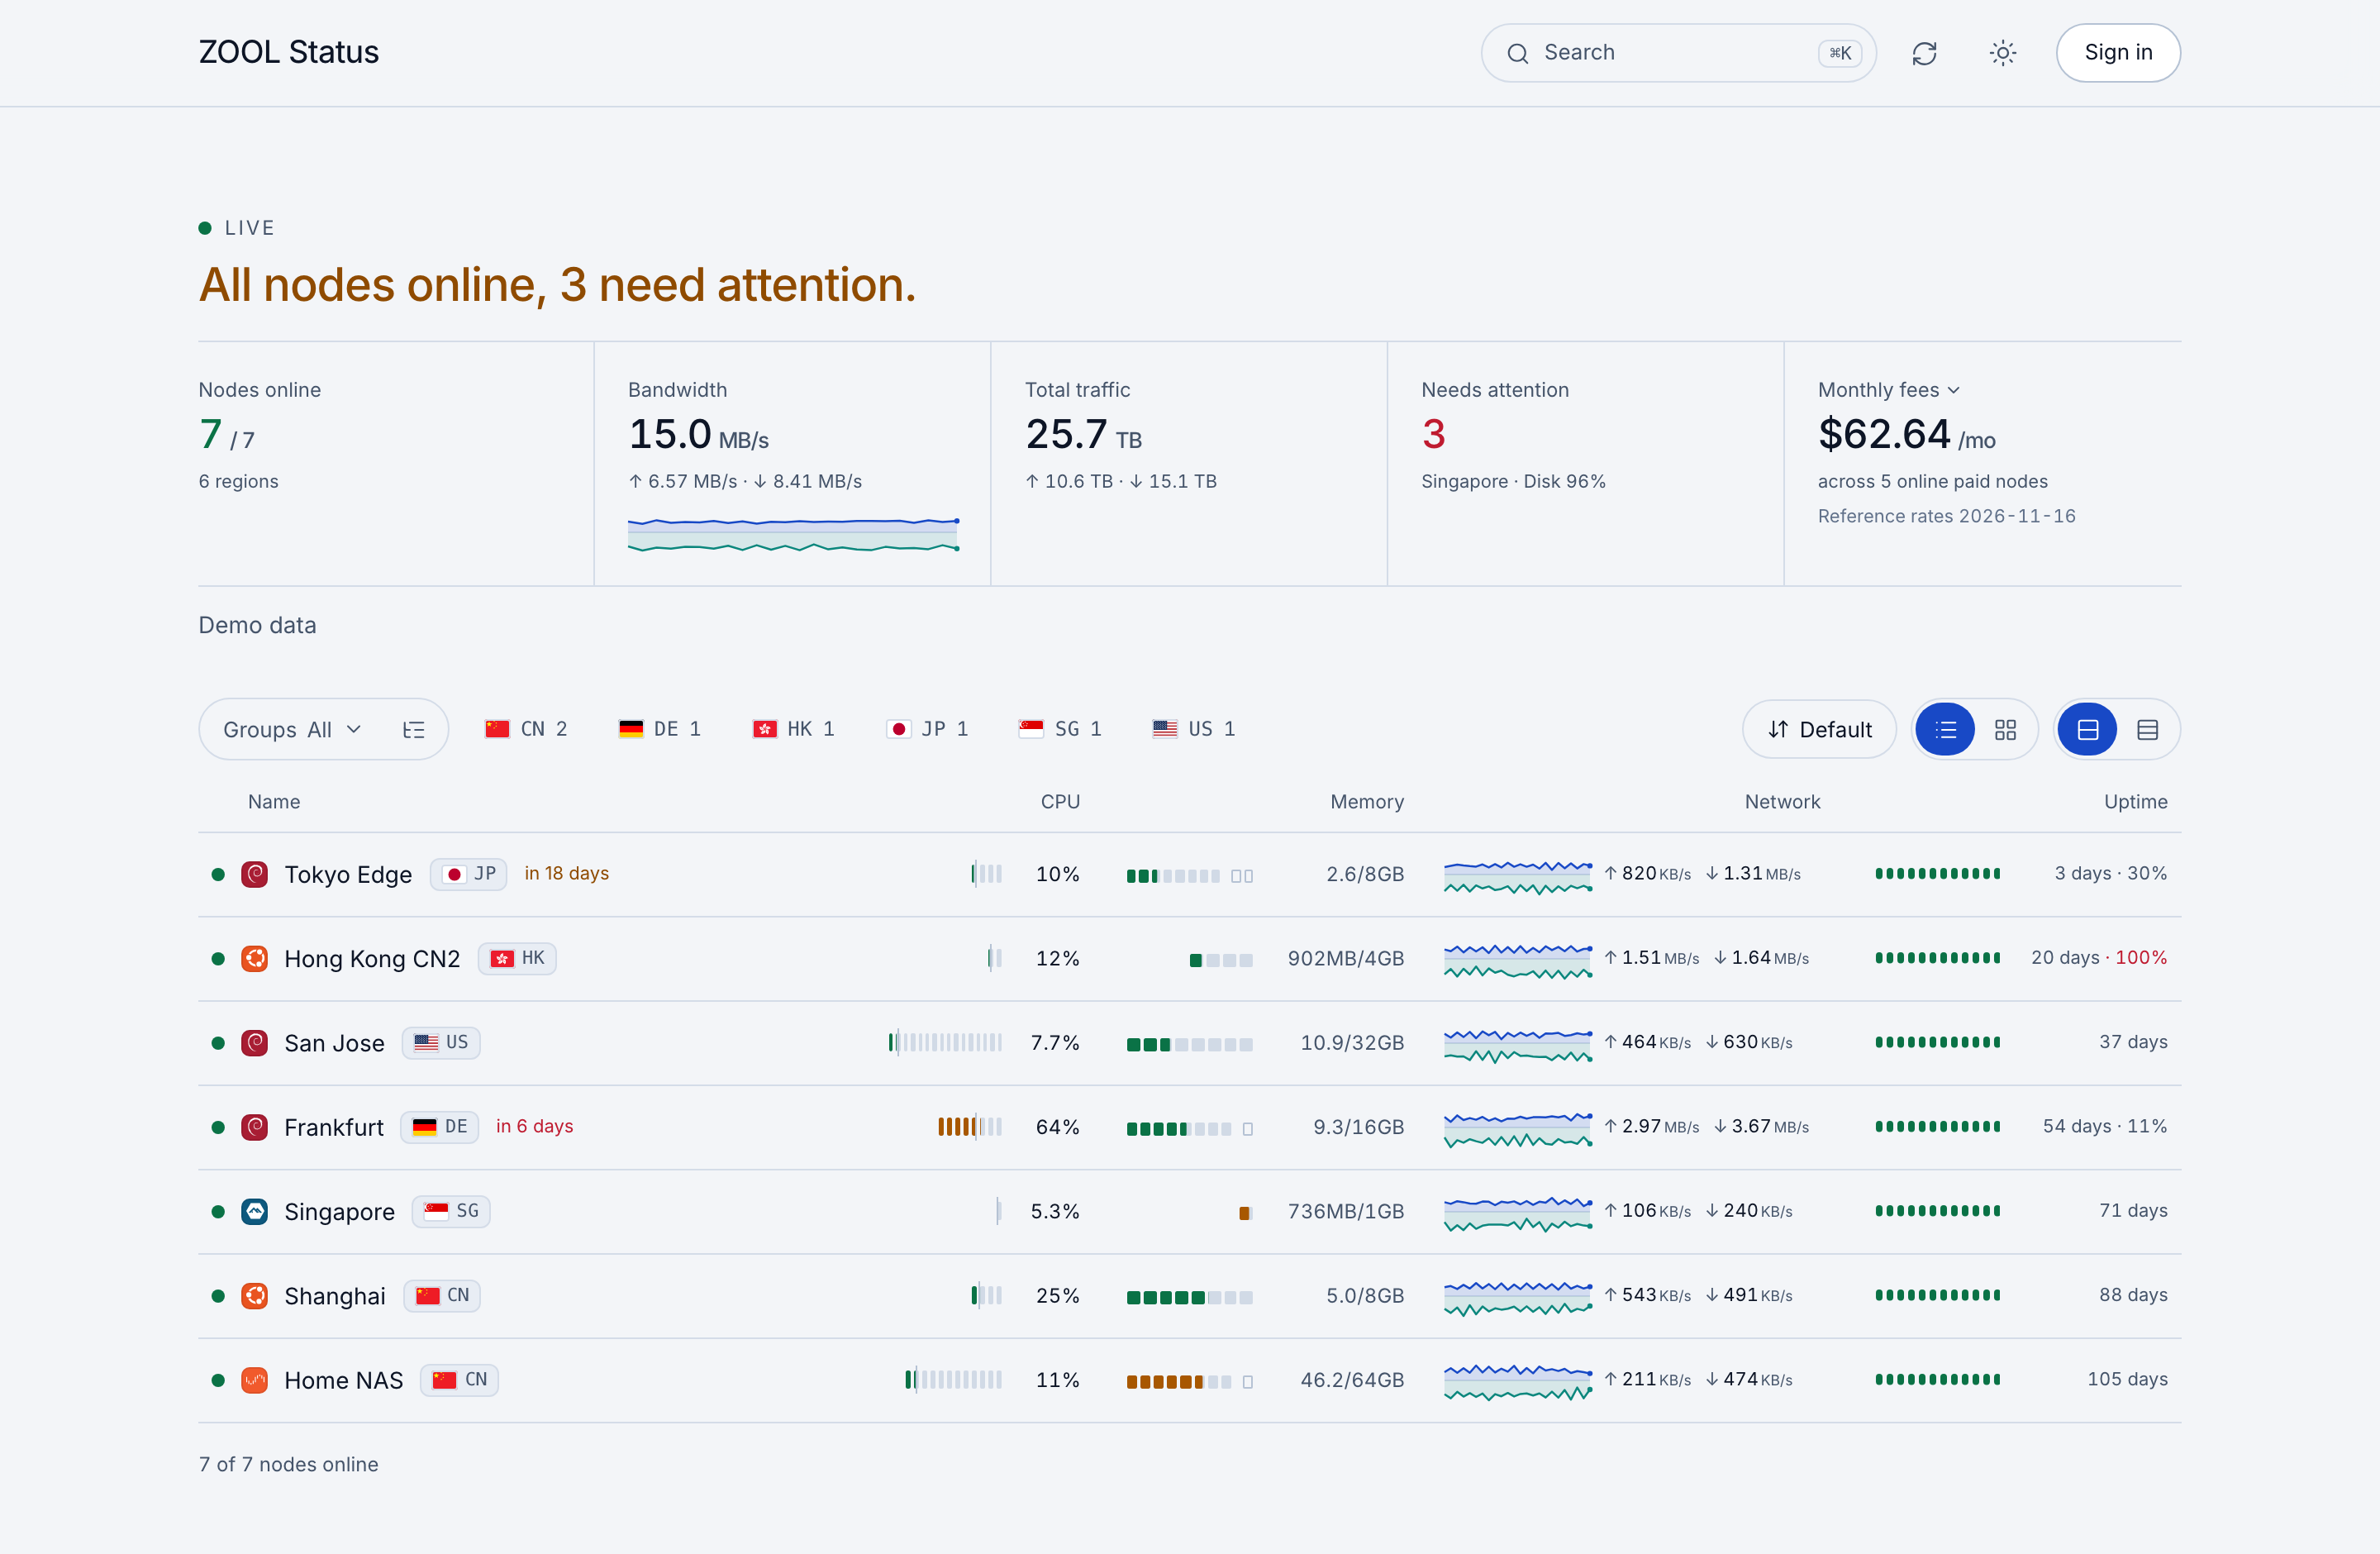 ZOOL Status
Search ⌘K
Sign in
LIVE
All nodes online, 3 need attention.
Nodes online
7 / 7
6 regions
Bandwidth
15.0 MB/s
↑ 6.57 MB/s · ↓ 8.41 MB/s
Total traffic
25.7 TB
↑ 10.6 TB · ↓ 15.1 TB
Needs attention
3
Singapore · Disk 96%
Monthly fees
$62.64 /mo
across 5 online paid nodes
Reference rates 2026-11-16
Demo data
Groups All CN 2 DE 1 HK 1 JP 1 SG 1 US 1 Default
Name CPU Memory Network Uptime
Tokyo Edge JP in 18 days 10% 2.6/8GB ↑ 820 KB/s ↓ 1.31 MB/s 3 days · 30%
Hong Kong CN2 HK 12% 902MB/4GB ↑ 1.51 MB/s ↓ 1.64 MB/s 20 days · 100%
San Jose US 7.7% 10.9/32GB ↑ 464 KB/s ↓ 630 KB/s 37 days
Frankfurt DE in 6 days 64% 9.3/16GB ↑ 2.97 MB/s ↓ 3.67 MB/s 54 days · 11%
Singapore SG 5.3% 736MB/1GB ↑ 106 KB/s ↓ 240 KB/s 71 days
Shanghai CN 25% 5.0/8GB ↑ 543 KB/s ↓ 491 KB/s 88 days
Home NAS CN 11% 46.2/64GB ↑ 211 KB/s ↓ 474 KB/s 105 days
7 of 7 nodes online